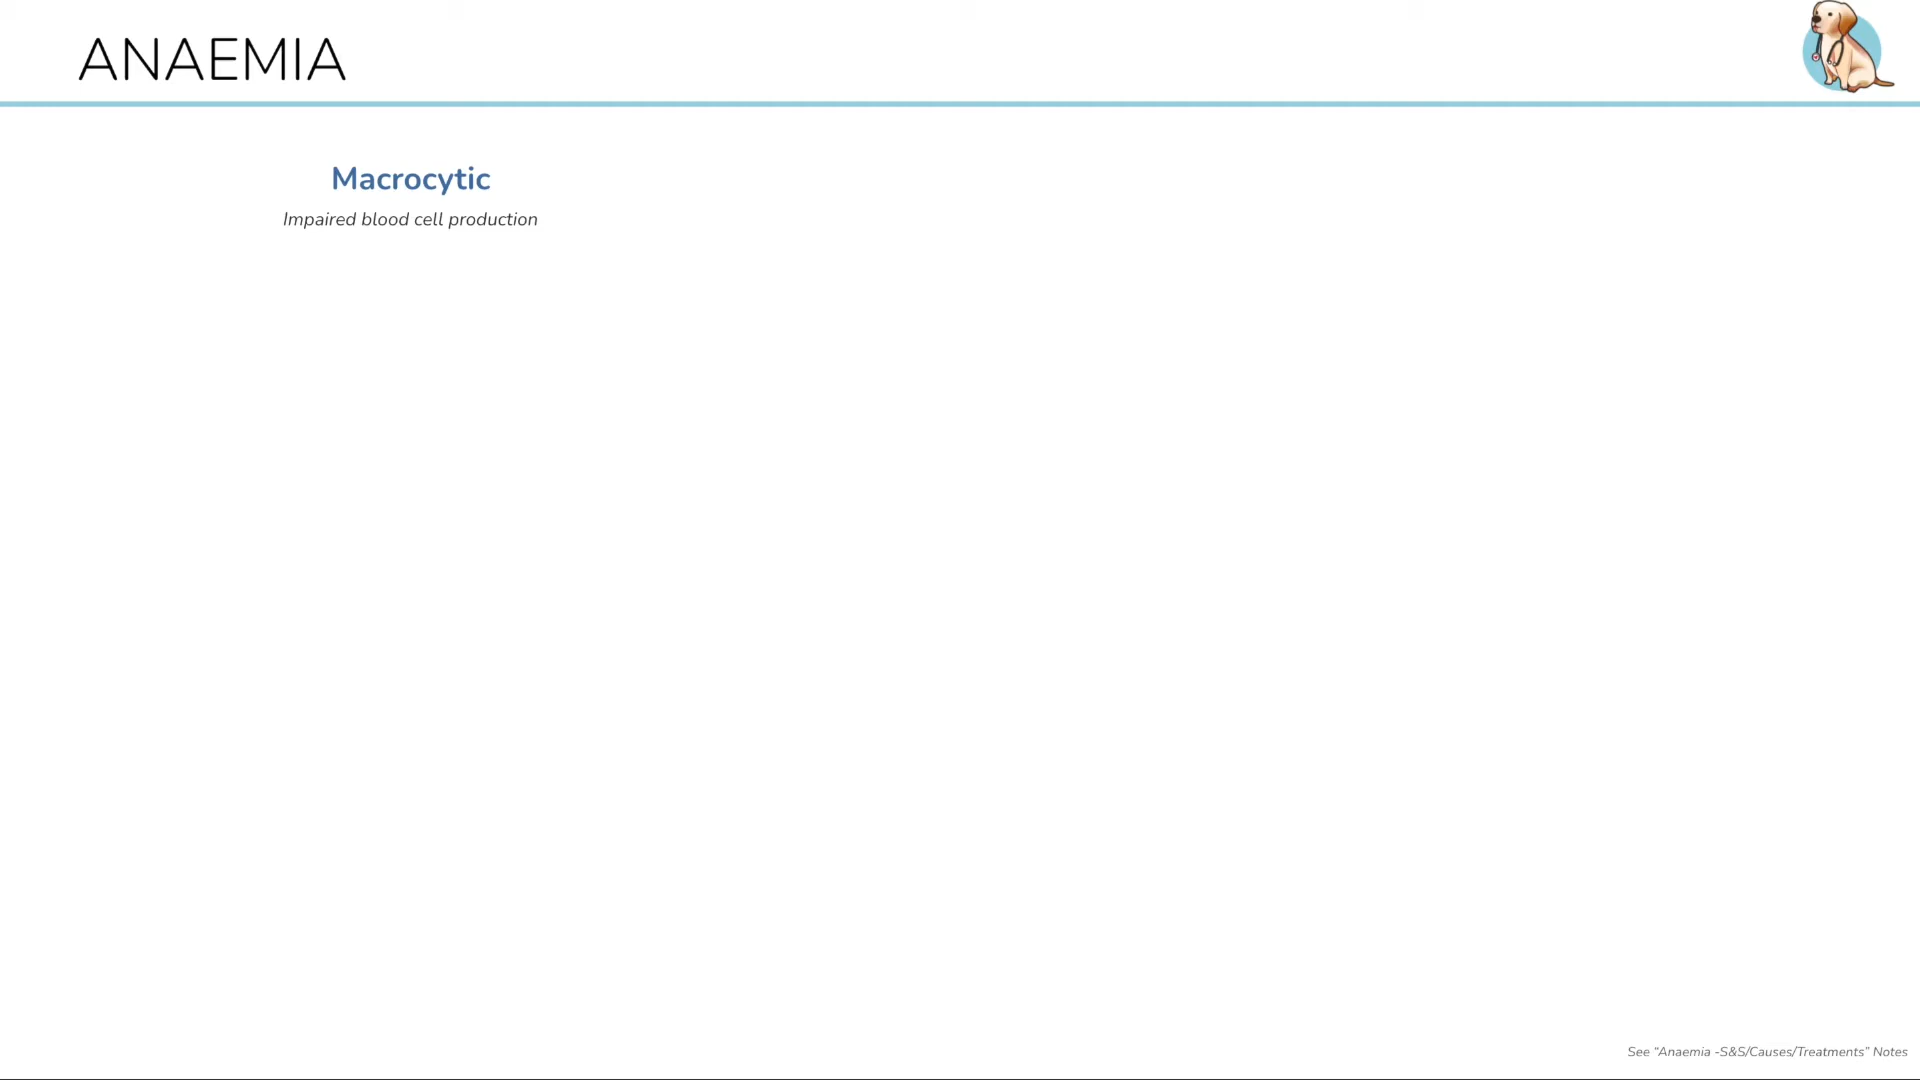 ANAEMIA
Macrocytic
Impaired blood cell production
See “Anaemia -S&S/Causes/Treatments” Notes